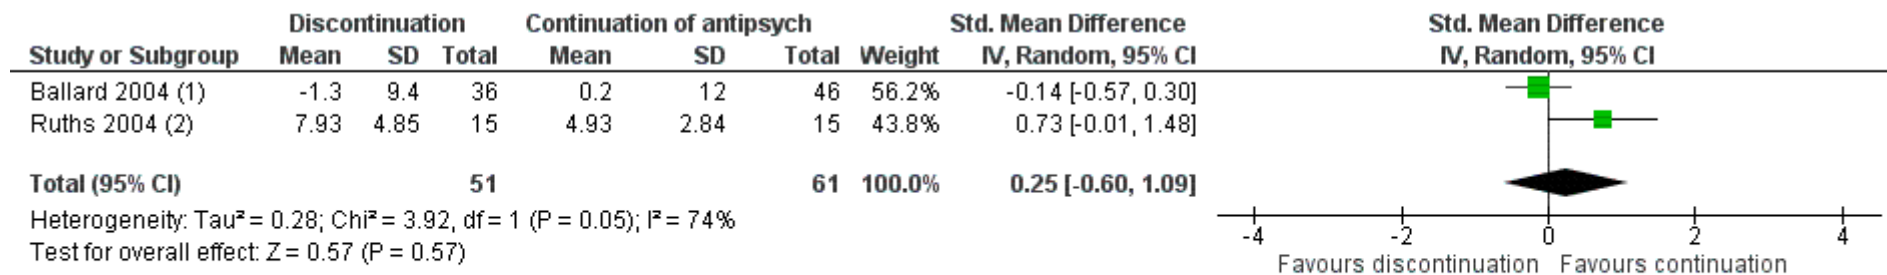 Discontinuation Continuation of antipsych Std. Mean Difference Std. Mean Difference
Study or Subgroup Mean SD Total Mean SD Total Weight IV, Random, 95% CI IV, Random, 95% CI
Ballard 2004 (1) -1.3 9.4 36 0.2 12 46 56.2% -0.14 [-0.57, 0.30]
Ruths 2004 (2) 7.93 4.85 15 4.93 2.84 15 43.8% 0.73 [-0.01, 1.48]
Total (95% CI) 51 61 100.0% 0.25 [-0.60, 1.09]
Heterogeneity: Tau² = 0.28; Chi² = 3.92, df = 1 (P = 0.05); I² = 74%
Test for overall effect: Z = 0.57 (P = 0.57)
-4 -2 0 2 4
Favours discontinuation Favours continuation